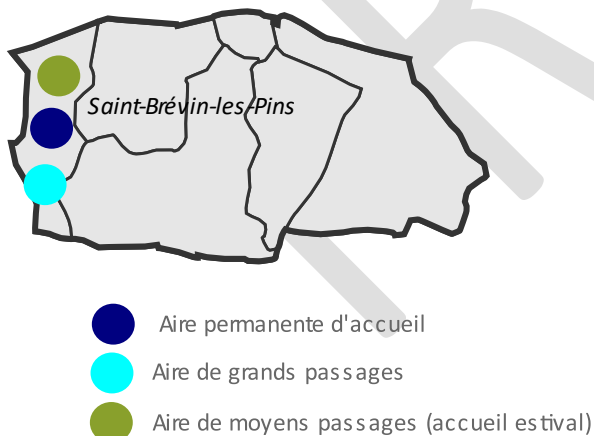 Saint-Brévin-les-Pins
Aire permanente d'accueil
Aire de grands passages
Aire de moyens passages (accueil estival)